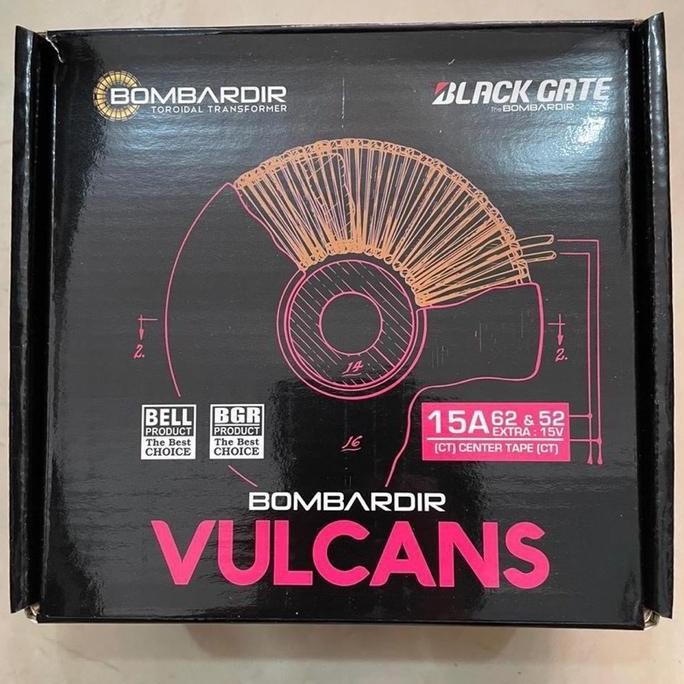 BOMBARDIR
TOROIDAL TRANSFORMER
BLACK GATE
The BOMBARDIR
2.
2.
14
16
BELL
PRODUCT
The Best
CHOICE
BGR
PRODUCT
The Best
CHOICE
15A 62 & 52
EXTRA : 15V
(CT) CENTER TAPE (CT)
BOMBARDIR
VULCANS